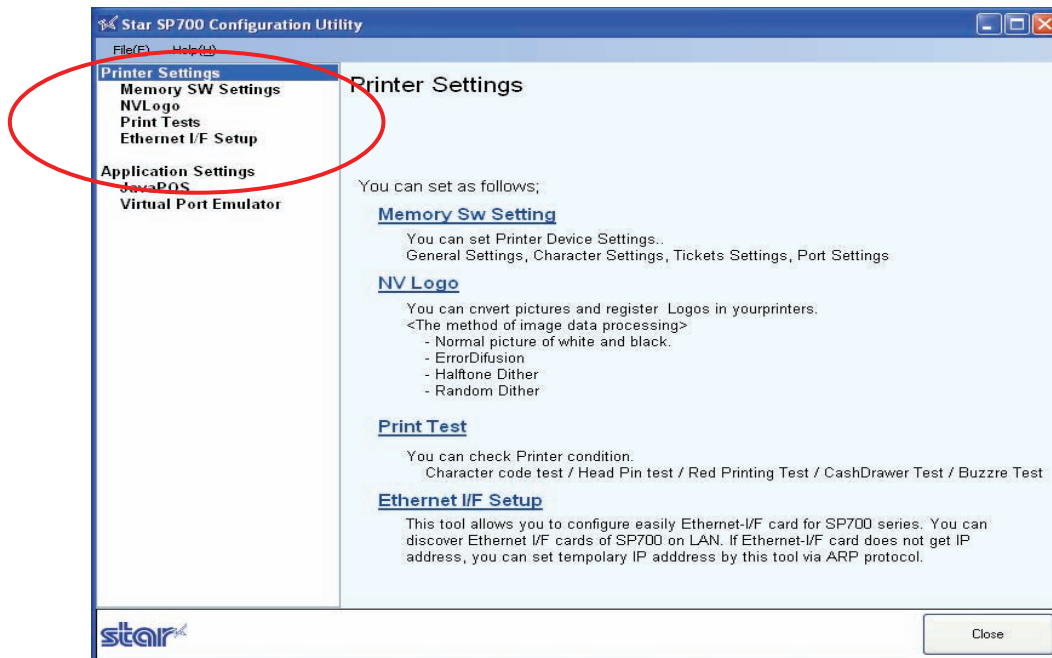 Star SP700 Configuration Utility
File(F) Help(H)
Printer Settings
Memory SW Settings
NVLogo
Print Tests
Ethernet I/F Setup
Application Settings
JavaPOS
Virtual Port Emulator
Printer Settings
You can set as follows;
Memory Sw Setting
You can set Printer Device Settings..
General Settings, Character Settings, Tickets Settings, Port Settings
NV Logo
You can cnvert pictures and register Logos in yourprinters.
<The method of image data processing>
- Normal picture of white and black.
- ErrorDifusion
- Halftone Dither
- Random Dither
Print Test
You can check Printer condition.
Character code test / Head Pin test / Red Printing Test / CashDrawer Test / Buzzre Test
Ethernet I/F Setup
This tool allows you to configure easily Ethernet-I/F card for SP700 series. You can
discover Ethernet I/F cards of SP700 on LAN. If Ethernet-I/F card does not get IP
address, you can set tempolary IP adddress by this tool via ARP protocol.
star
Close